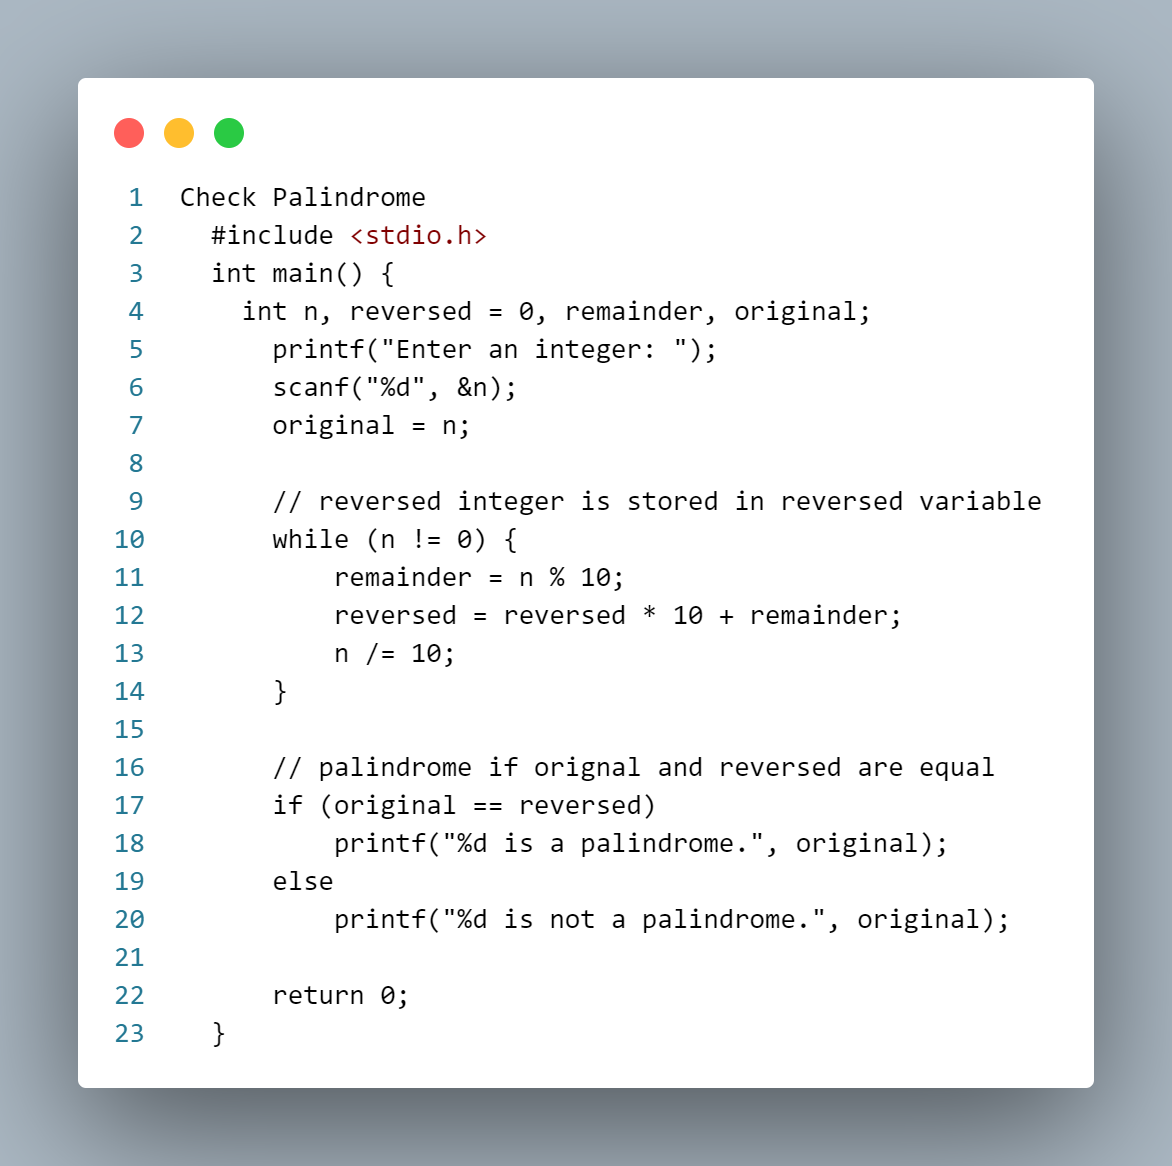 1 Check Palindrome
2 #include <stdio.h>
3 int main() {
4 int n, reversed = 0, remainder, original;
5 printf("Enter an integer: ");
6 scanf("%d", &n);
7 original = n;
8
9 // reversed integer is stored in reversed variable
10 while (n != 0) {
11 remainder = n % 10;
12 reversed = reversed * 10 + remainder;
13 n /= 10;
14 }
15
16 // palindrome if orignal and reversed are equal
17 if (original == reversed)
18 printf("%d is a palindrome.", original);
19 else
20 printf("%d is not a palindrome.", original);
21
22 return 0;
23 }